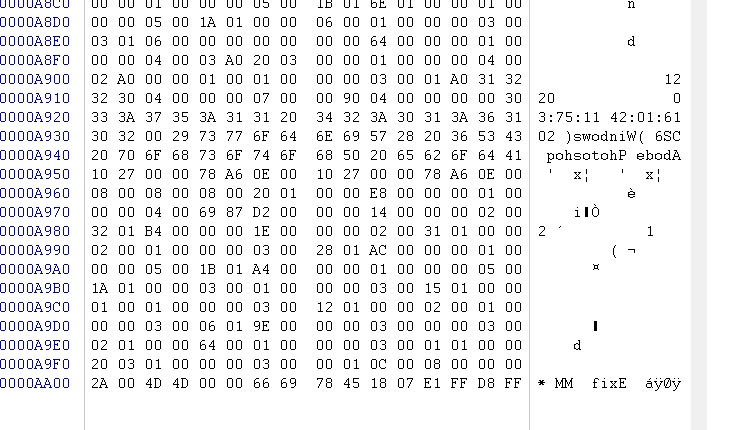 0000A8C0 00 00 01 00 00 00 05 00 1B 01 6E 01 00 00 01 00 n
0000A8D0 00 00 05 00 1A 01 00 00 06 00 01 00 00 00 03 00
0000A8E0 03 01 06 00 00 00 00 00 00 64 00 00 00 00 01 00 d
0000A8F0 00 00 04 00 03 A0 20 03 00 00 01 00 00 00 04 00
0000A900 02 A0 00 00 01 00 01 00 00 00 03 00 01 A0 31 32 12
0000A910 32 30 04 00 00 00 07 00 00 90 04 00 00 00 00 30 20 0
0000A920 33 3A 37 35 3A 31 31 20 34 32 3A 30 31 3A 36 31 3:75:11 42:01:61
0000A930 30 32 00 29 73 77 6F 64 6E 69 57 28 20 36 53 43 02 )swodniW( 6SC
0000A940 20 70 6F 68 73 6F 74 6F 68 50 20 65 62 6F 64 41 pohsotohP ebodA
0000A950 10 27 00 00 78 A6 0E 00 10 27 00 00 78 A6 0E 00 ' x¦ ' x¦
0000A960 08 00 08 00 08 00 20 01 00 00 E8 00 00 00 01 00 è
0000A970 00 00 04 00 69 87 D2 00 00 00 14 00 00 00 02 00 i▮Ò
0000A980 32 01 B4 00 00 00 1E 00 00 00 02 00 31 01 00 00 2 ´ 1
0000A990 02 00 01 00 00 00 03 00 28 01 AC 00 00 00 01 00 ( ¬
0000A9A0 00 00 05 00 1B 01 A4 00 00 00 01 00 00 00 05 00 ¤
0000A9B0 1A 01 00 00 03 00 01 00 00 00 03 00 15 01 00 00
0000A9C0 01 00 01 00 00 00 03 00 12 01 00 00 02 00 01 00
0000A9D0 00 00 03 00 06 01 9E 00 00 00 03 00 00 00 03 00 ▮
0000A9E0 02 01 00 00 64 00 01 00 00 00 03 00 01 01 00 00 d
0000A9F0 20 03 01 00 00 00 03 00 00 01 0C 00 08 00 00 00
0000AA00 2A 00 4D 4D 00 00 66 69 78 45 18 07 E1 FF D8 FF * MM fixE áÿØÿ